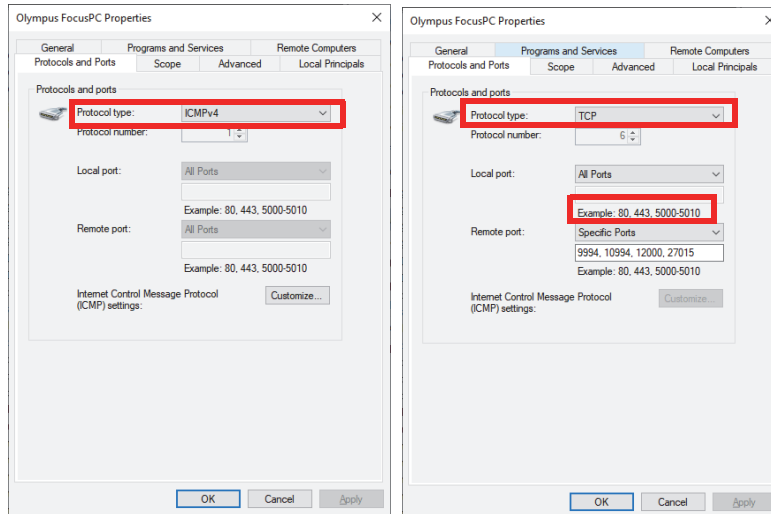 Olympus FocusPC Properties
General Programs and Services Remote Computers
Protocols and Ports Scope Advanced Local Principals
Protocols and ports
Protocol type: ICMPv4
Protocol number: 1
Local port: All Ports
Example: 80, 443, 5000-5010
Remote port: All Ports
Example: 80, 443, 5000-5010
Internet Control Message Protocol
(ICMP) settings:
Customize...
OK Cancel Apply
Olympus FocusPC Properties
General Programs and Services Remote Computers
Protocols and Ports Scope Advanced Local Principals
Protocols and ports
Protocol type: TCP
Protocol number: 6
Local port: All Ports
Example: 80, 443, 5000-5010
Remote port: Specific Ports
9994, 10994, 12000, 27015
Example: 80, 443, 5000-5010
Internet Control Message Protocol
(ICMP) settings:
Customize...
OK Cancel Apply